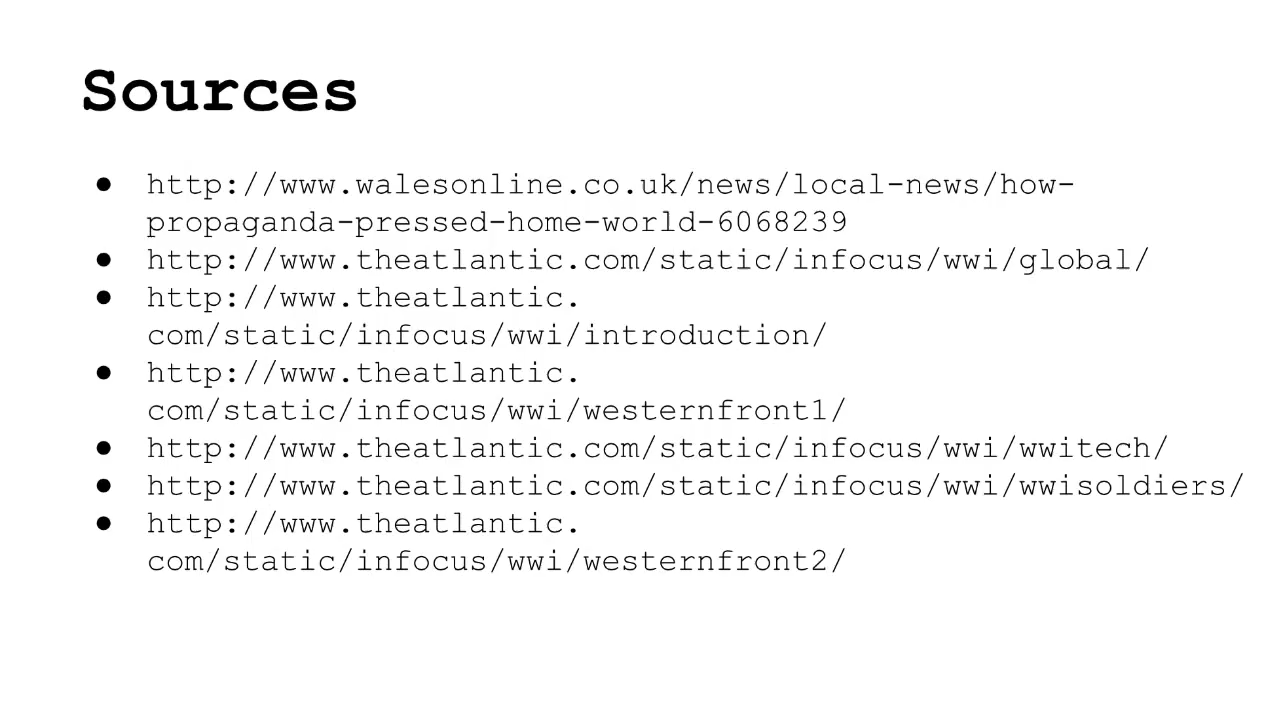 Sources
● http://www.walesonline.co.uk/news/local-news/how-
propaganda-pressed-home-world-6068239
● http://www.theatlantic.com/static/infocus/wwi/global/
● http://www.theatlantic.
com/static/infocus/wwi/introduction/
● http://www.theatlantic.
com/static/infocus/wwi/westernfront1/
● http://www.theatlantic.com/static/infocus/wwi/wwitech/
● http://www.theatlantic.com/static/infocus/wwi/wwisoldiers/
● http://www.theatlantic.
com/static/infocus/wwi/westernfront2/